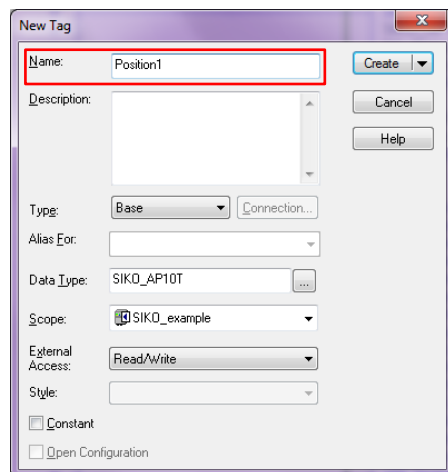 New Tag
Name: Position1 Create
Description: Cancel
Help
Type: Base Connection...
Alias For:
Data Type: SIKO_AP10T ...
Scope: SIKO_example
External Access: Read/Write
Style:
Constant
Open Configuration